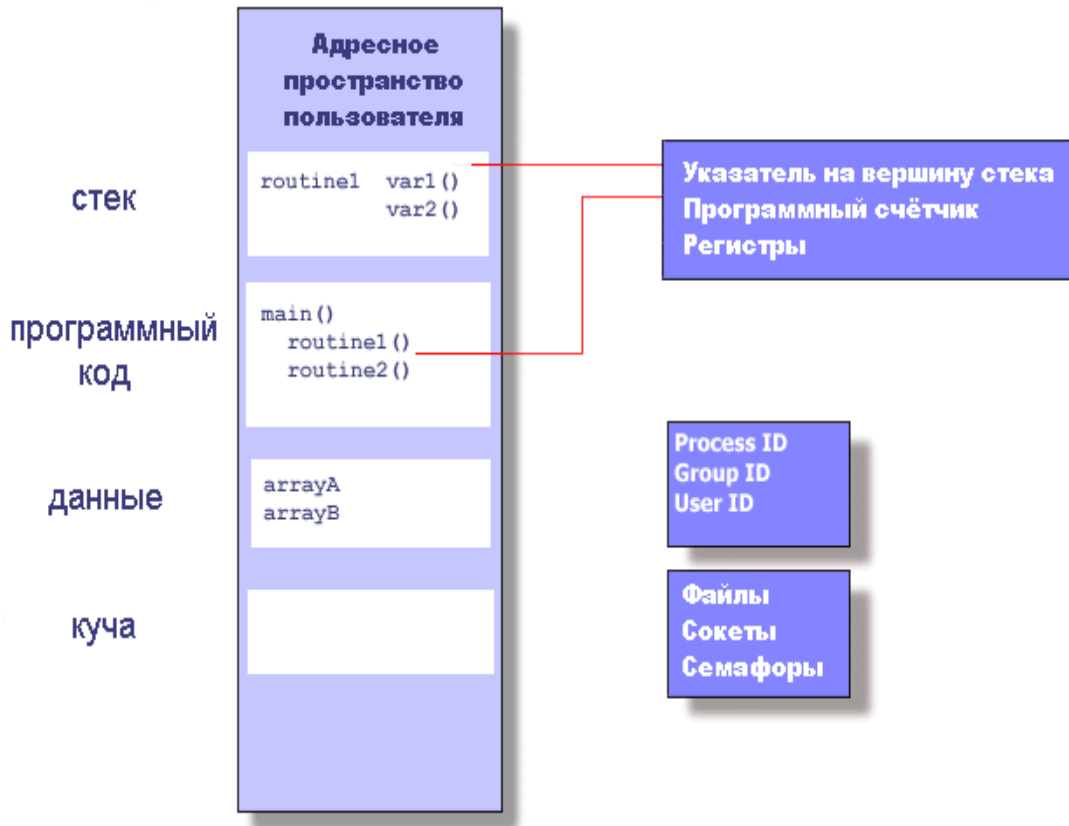 Адресное
пространство
пользователя
стек
routine1 var1()
var2()
Указатель на вершину стека
Программный счётчик
Регистры
программный
код
main()
routine1()
routine2()
данные
arrayA
arrayB
Process ID
Group ID
User ID
куча
Файлы
Сокеты
Семафоры